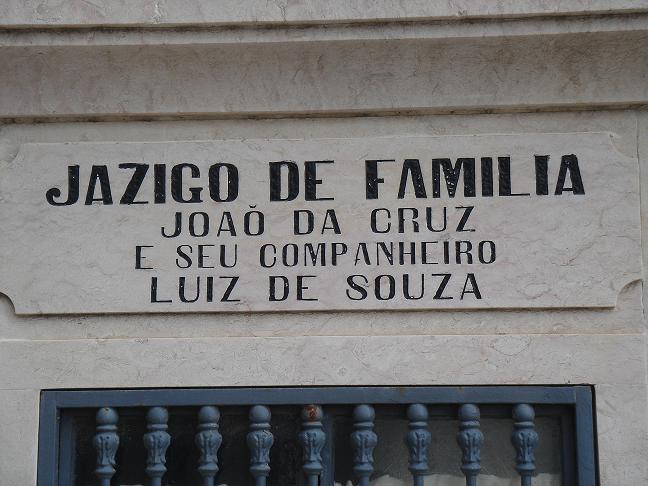 JAZIGO DE FAMILIA
JOAÕ DA CRUZ
E SEU COMPANHEIRO
LUIZ DE SOUZA